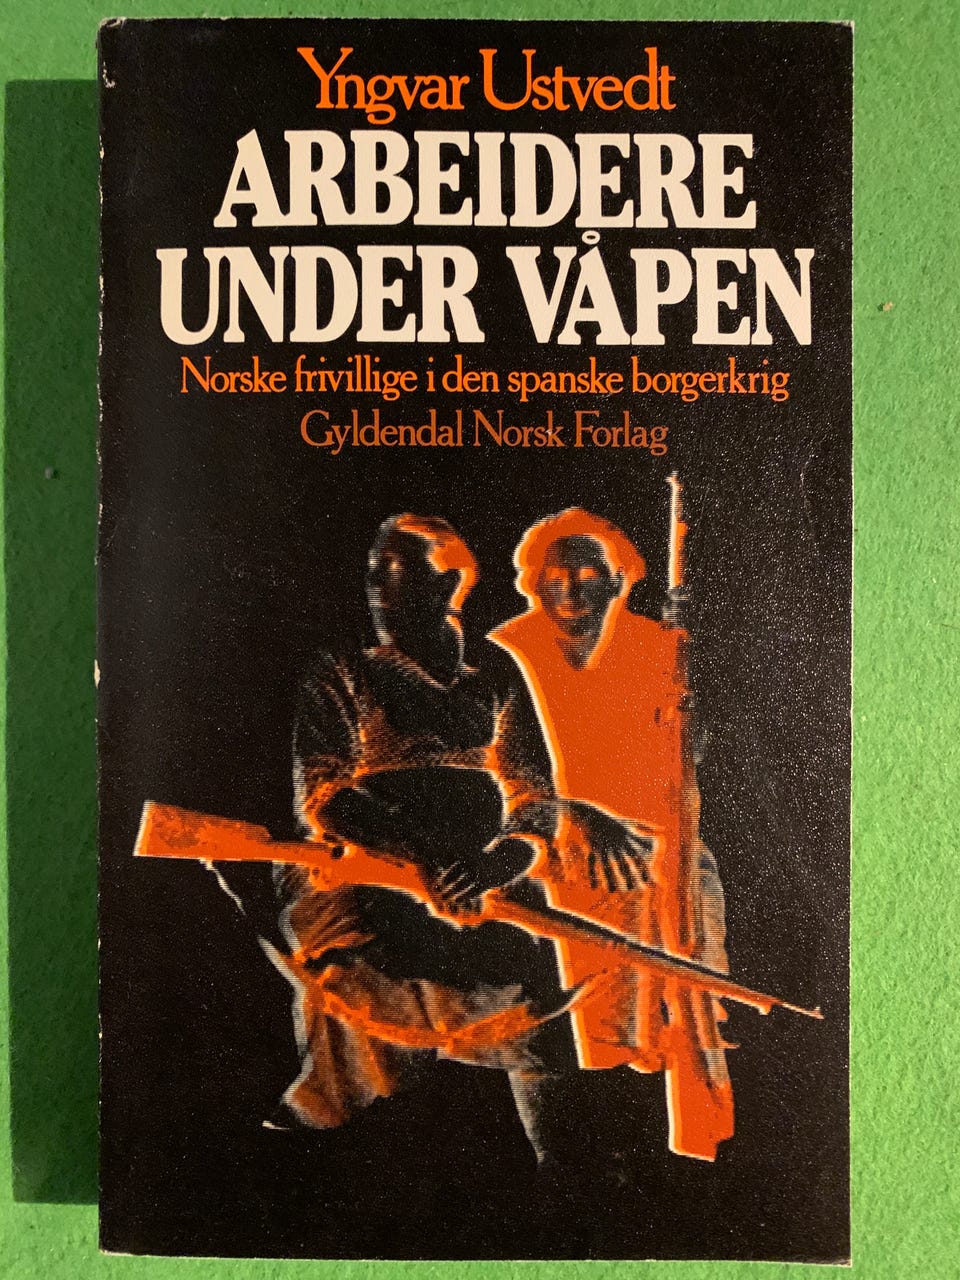 Yngvar Ustvedt
ARBEIDERE
UNDER VÅPEN
Norske frivillige i den spanske borgerkrig
Gyldendal Norsk Forlag